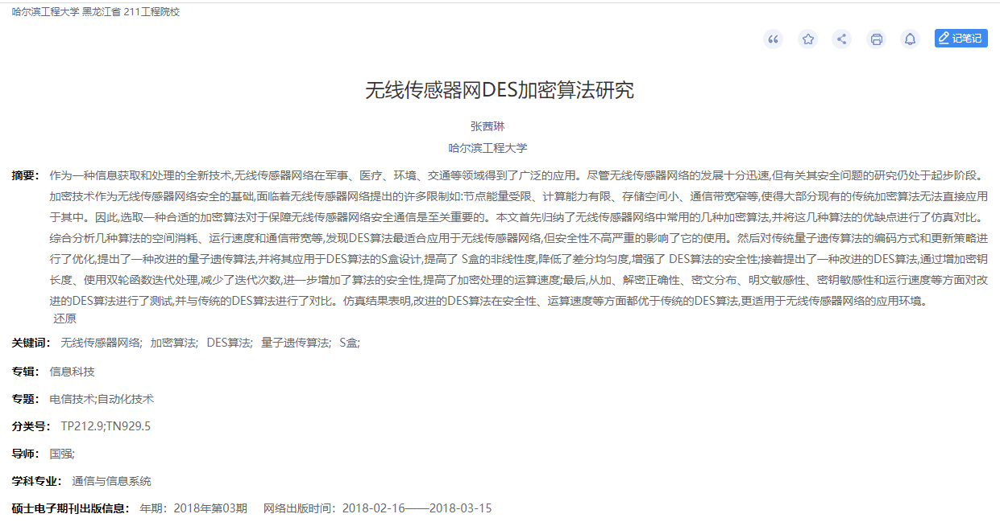 哈尔滨工程大学 黑龙江省 211工程院校
记笔记
无线传感器网DES加密算法研究
张茜琳
哈尔滨工程大学
摘要： 作为一种信息获取和处理的全新技术,无线传感器网络在军事、医疗、环境、交通等领域得到了广泛的应用。尽管无线传感器网络的发展十分迅速,但有关其安全问题的研究仍处于起步阶段。
加密技术作为无线传感器网络安全的基础,面临着无线传感器网络提出的许多限制如:节点能量受限、计算能力有限、存储空间小、通信带宽窄等,使得大部分现有的传统加密算法无法直接应用
于其中。因此,选取一种合适的加密算法对于保障无线传感器网络安全通信是至关重要的。本文首先归纳了无线传感器网络中常用的几种加密算法,并将这几种算法的优缺点进行了仿真对比。
综合分析几种算法的空间消耗、运行速度和通信带宽等,发现DES算法最适合应用于无线传感器网络,但安全性不高严重的影响了它的使用。然后对传统量子遗传算法的编码方式和更新策略进
行了优化,提出了一种改进的量子遗传算法,并将其应用于DES算法的S盒设计,提高了 S盒的非线性度,降低了差分均匀度,增强了 DES算法的安全性;接着提出了一种改进的DES算法,通过增加密钥
长度、使用双轮函数迭代处理,减少了迭代次数,进一步增加了算法的安全性,提高了加密处理的运算速度;最后,从加、解密正确性、密文分布、明文敏感性、密钥敏感性和运行速度等方面对改
进的DES算法进行了测试,并与传统的DES算法进行了对比。仿真结果表明,改进的DES算法在安全性、运算速度等方面都优于传统的DES算法,更适用于无线传感器网络的应用环境。
还原
关键词： 无线传感器网络; 加密算法; DES算法; 量子遗传算法; S盒;
专辑： 信息科技
专题： 电信技术;自动化技术
分类号： TP212.9;TN929.5
导师： 国强;
学科专业： 通信与信息系统
硕士电子期刊出版信息： 年期：2018年第03期 网络出版时间：2018-02-16——2018-03-15